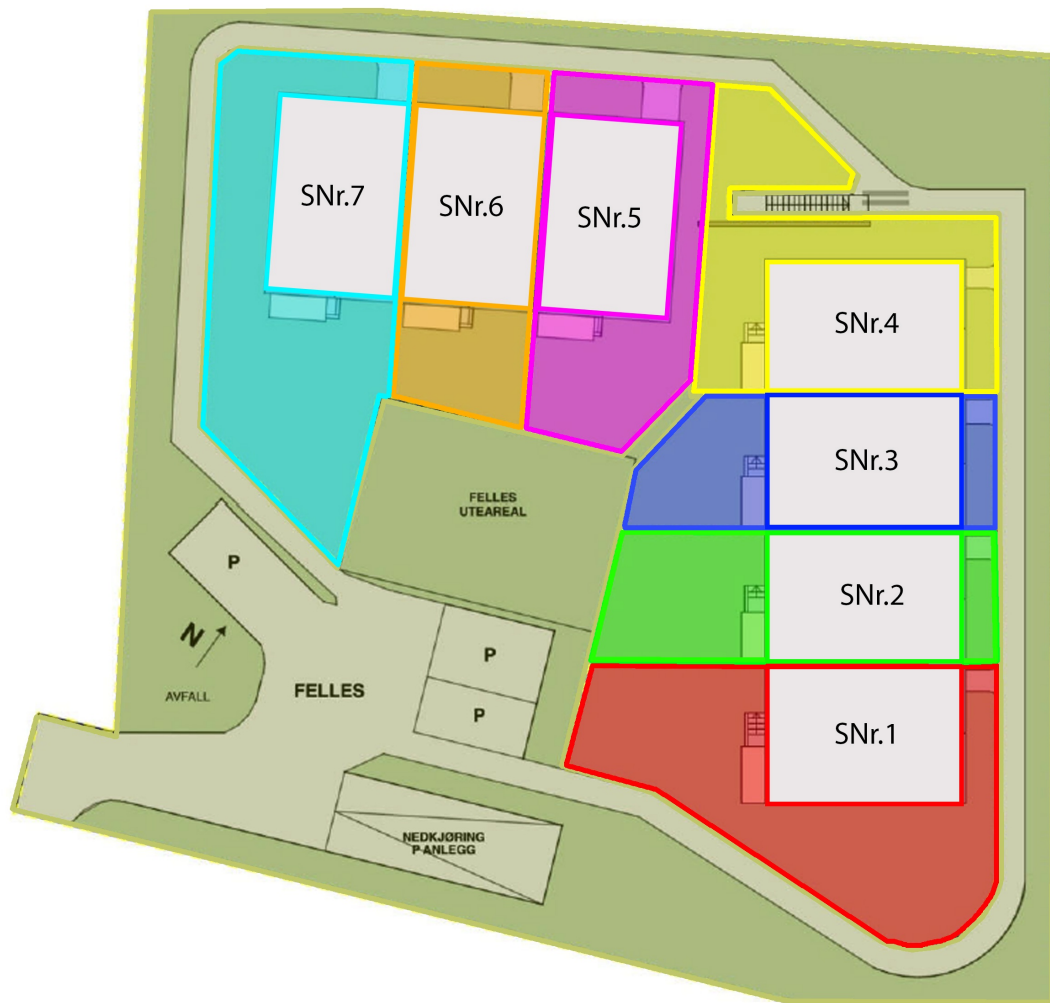 SNr.7
SNr.6
SNr.5
SNr.4
SNr.3
FELLES
UTEAREAL
P
SNr.2
N
P
AVFALL
FELLES
P
SNr.1
NEDKJØRING
P.ANLEGG